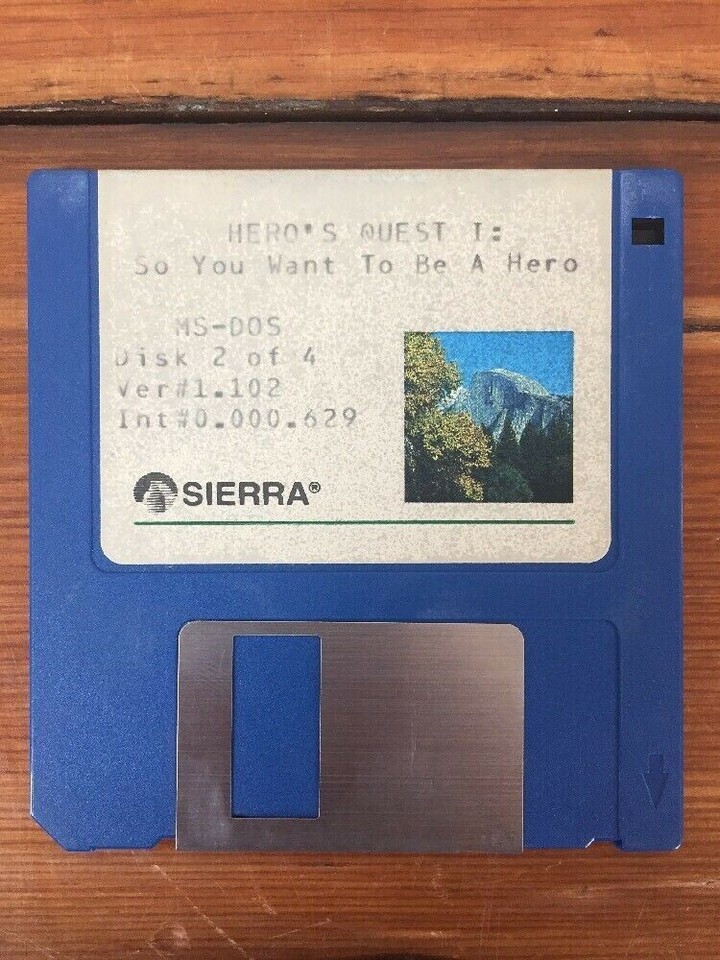 HERO'S QUEST I:
So You Want To Be A Hero
MS-DOS
Disk 2 of 4
Ver#1.102
Int#0.000.629
SIERRA®